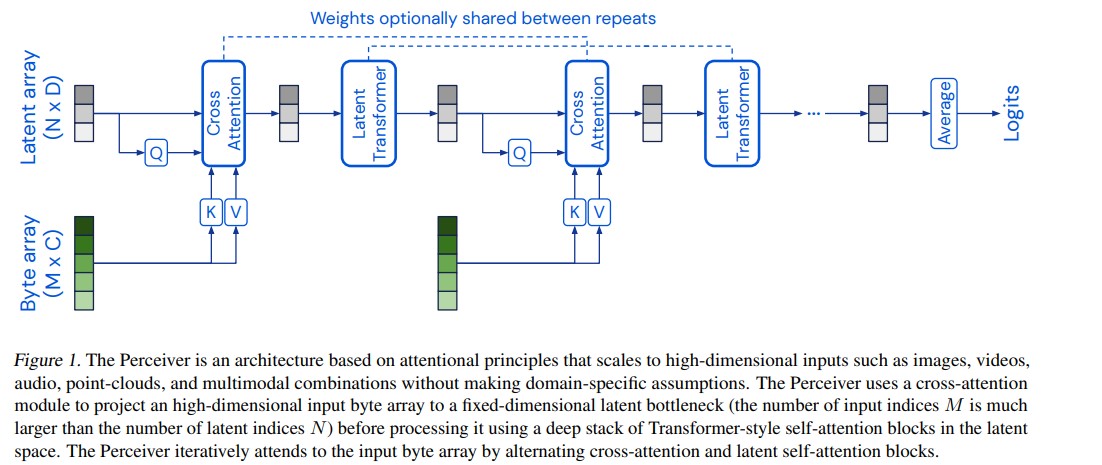 Weights optionally shared between repeats
Latent array
(N x D)
Cross
Attention
Latent
Transformer
Cross
Attention
Latent
Transformer
...
Average
Logits
Q
Q
K
V
K
V
Byte array
(M x C)
Figure 1. The Perceiver is an architecture based on attentional principles that scales to high-dimensional inputs such as images, videos,
audio, point-clouds, and multimodal combinations without making domain-specific assumptions. The Perceiver uses a cross-attention
module to project an high-dimensional input byte array to a fixed-dimensional latent bottleneck (the number of input indices M is much
larger than the number of latent indices N) before processing it using a deep stack of Transformer-style self-attention blocks in the latent
space. The Perceiver iteratively attends to the input byte array by alternating cross-attention and latent self-attention blocks.